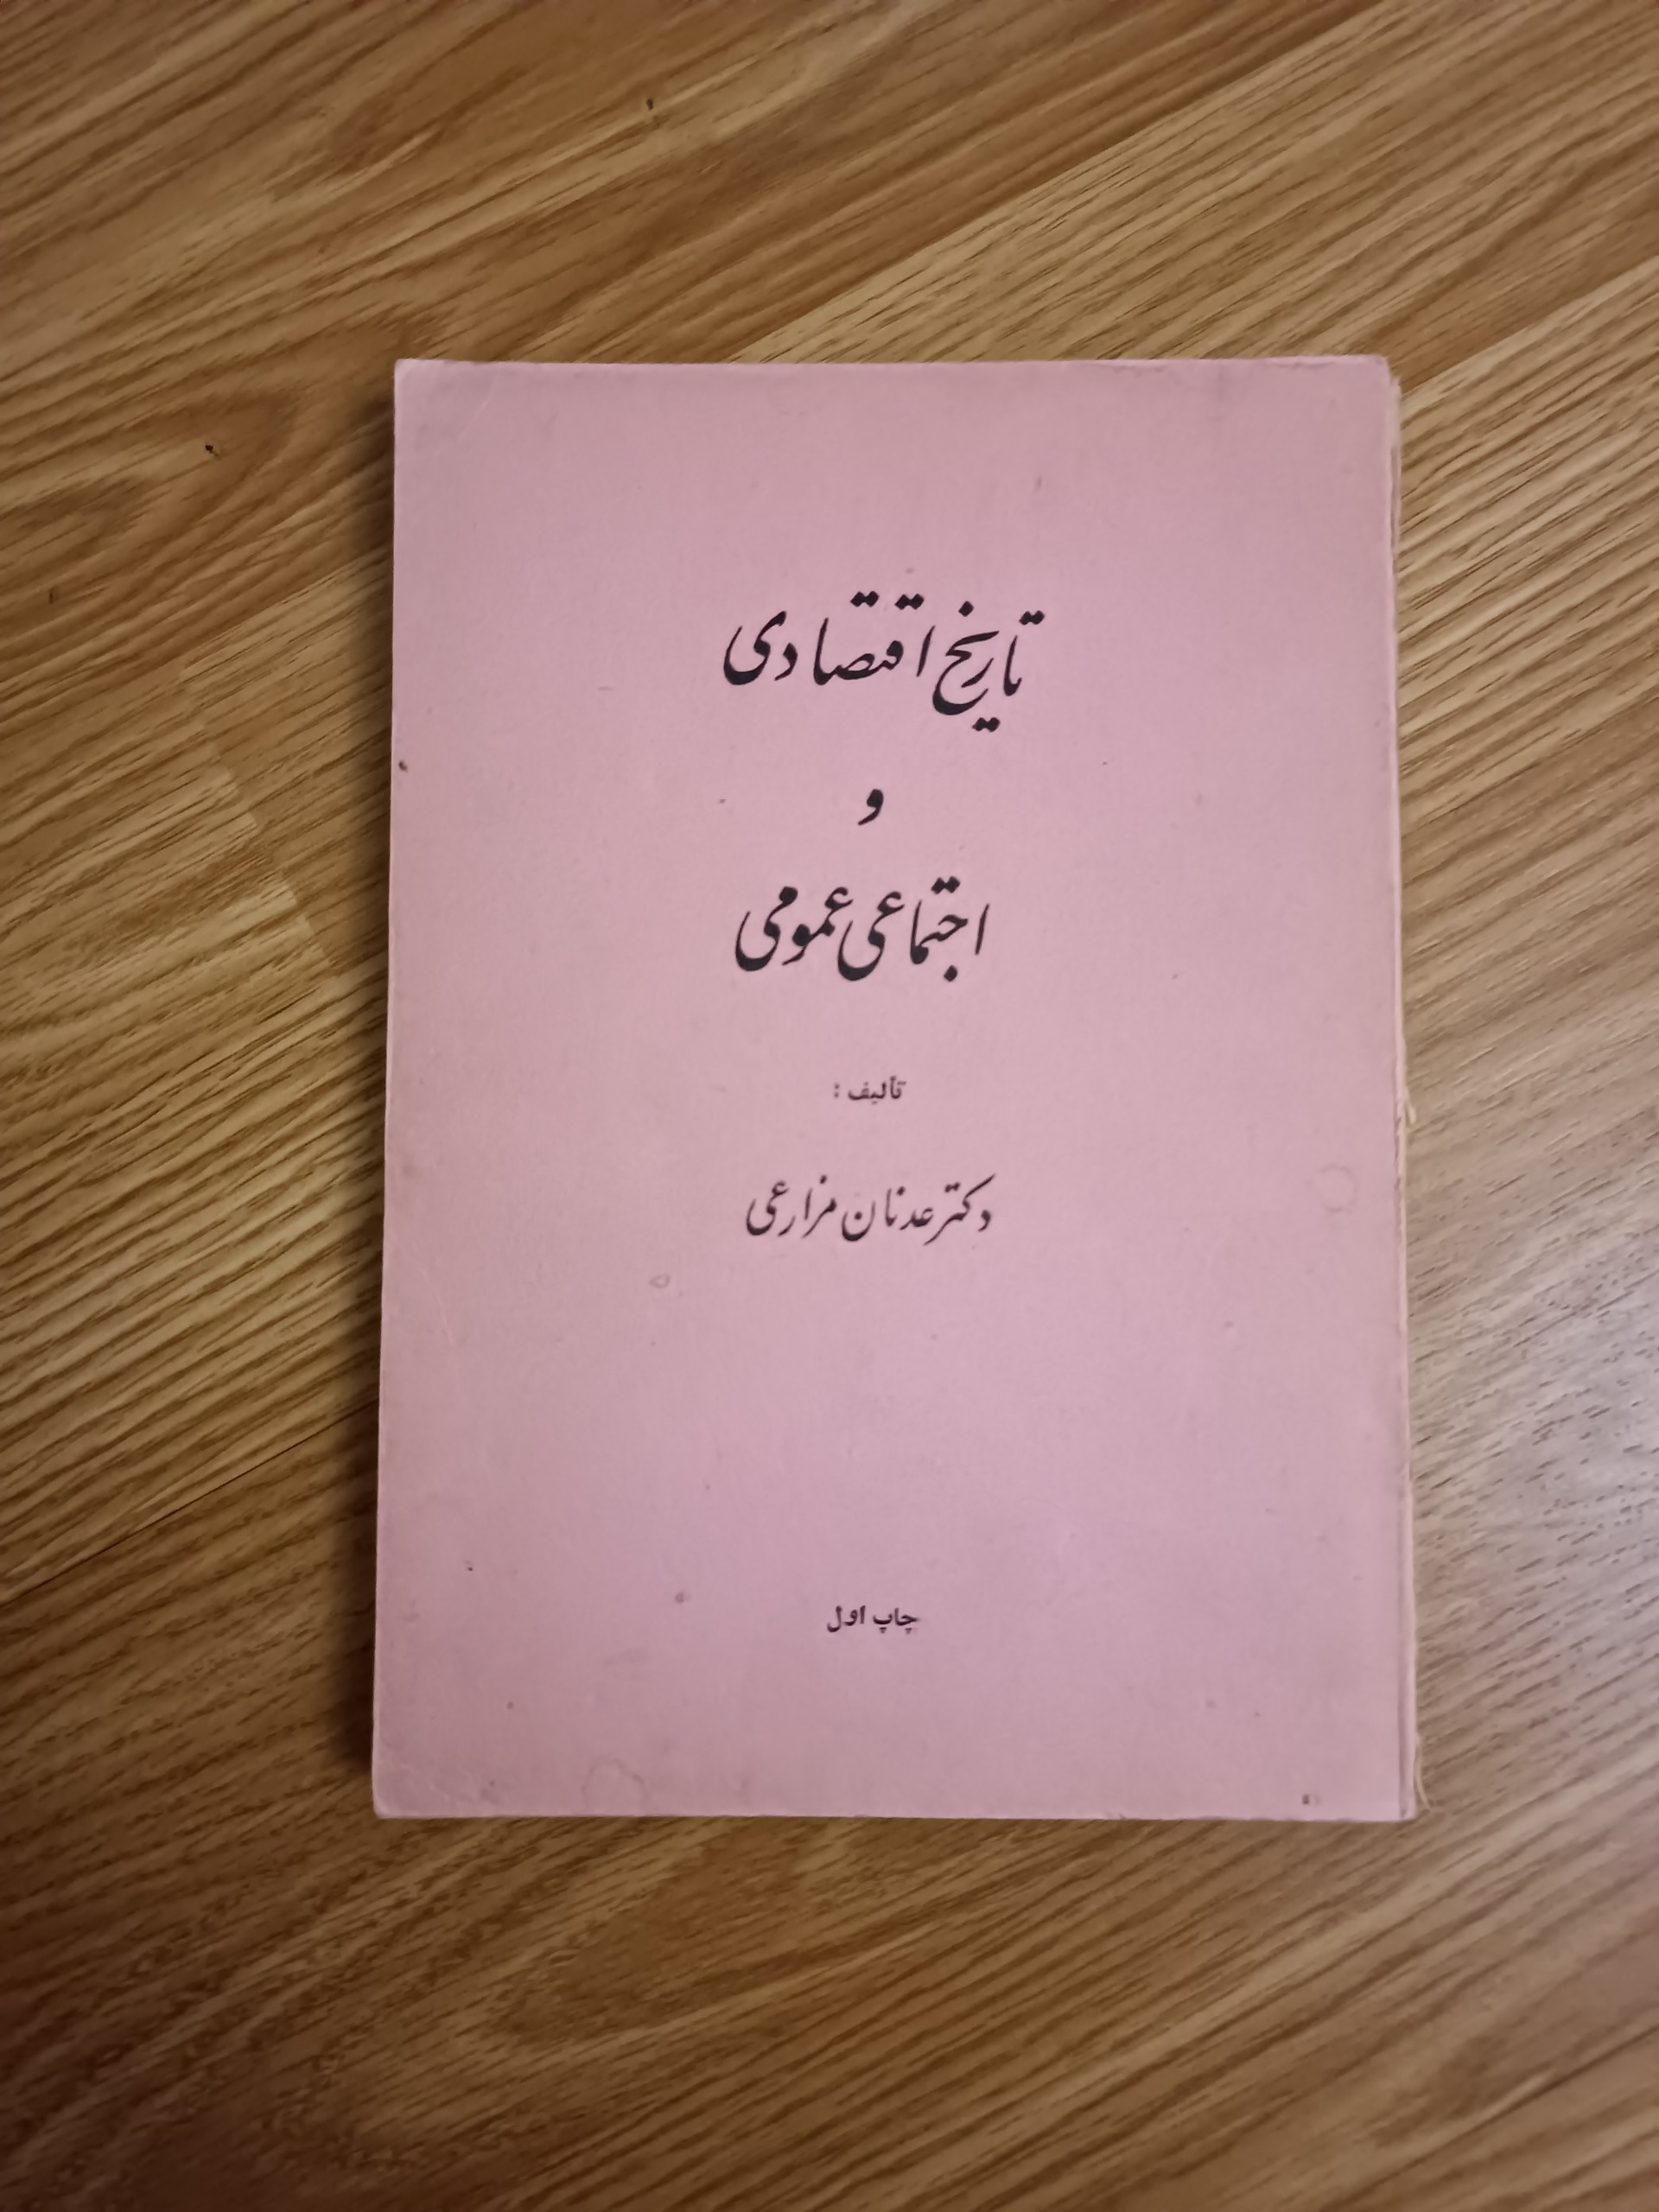 تاریخ اقتصادی
و
اجتماعی عمومی
تألیف :
دکتر عدنان مزارعی
چاپ اول